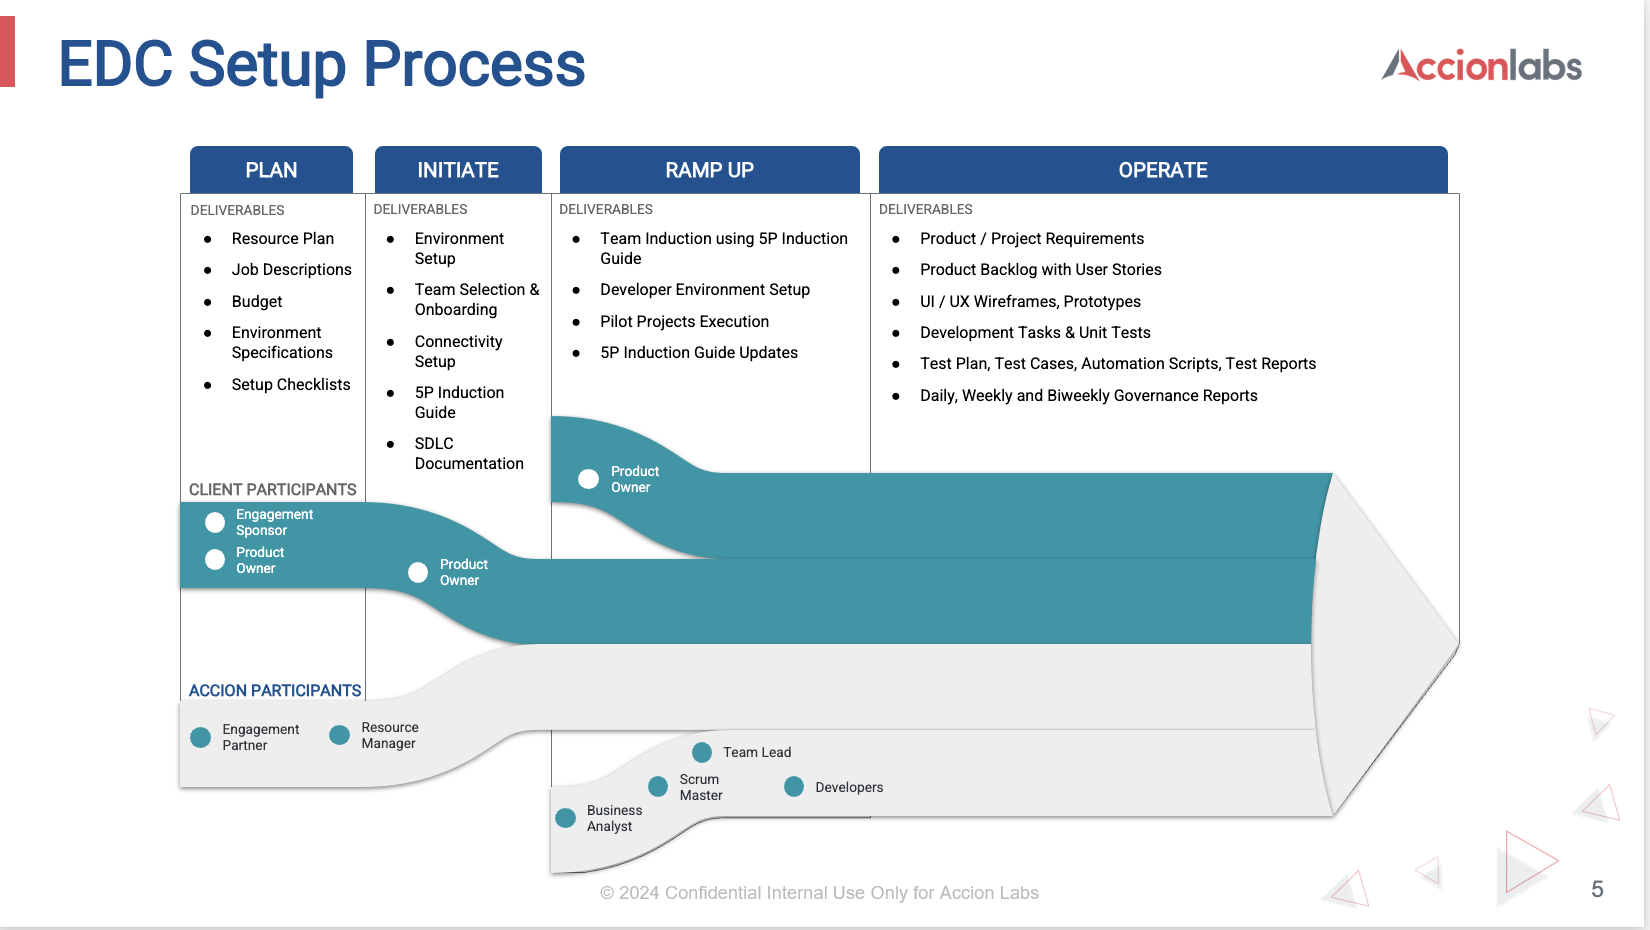 EDC Setup Process
Accionlabs
PLAN
INITIATE
RAMP UP
OPERATE
DELIVERABLES
● Resource Plan
● Job Descriptions
● Budget
● Environment
Specifications
● Setup Checklists
DELIVERABLES
● Environment
Setup
● Team Selection &
Onboarding
● Connectivity
Setup
● 5P Induction
Guide
● SDLC
Documentation
DELIVERABLES
● Team Induction using 5P Induction
Guide
● Developer Environment Setup
● Pilot Projects Execution
● 5P Induction Guide Updates
DELIVERABLES
● Product / Project Requirements
● Product Backlog with User Stories
● UI / UX Wireframes, Prototypes
● Development Tasks & Unit Tests
● Test Plan, Test Cases, Automation Scripts, Test Reports
● Daily, Weekly and Biweekly Governance Reports
CLIENT PARTICIPANTS
Engagement
Sponsor
Product
Owner
Product
Owner
Product
Owner
ACCION PARTICIPANTS
Engagement
Partner
Resource
Manager
Team Lead
Scrum
Master
Developers
Business
Analyst
© 2024 Confidential Internal Use Only for Accion Labs
5